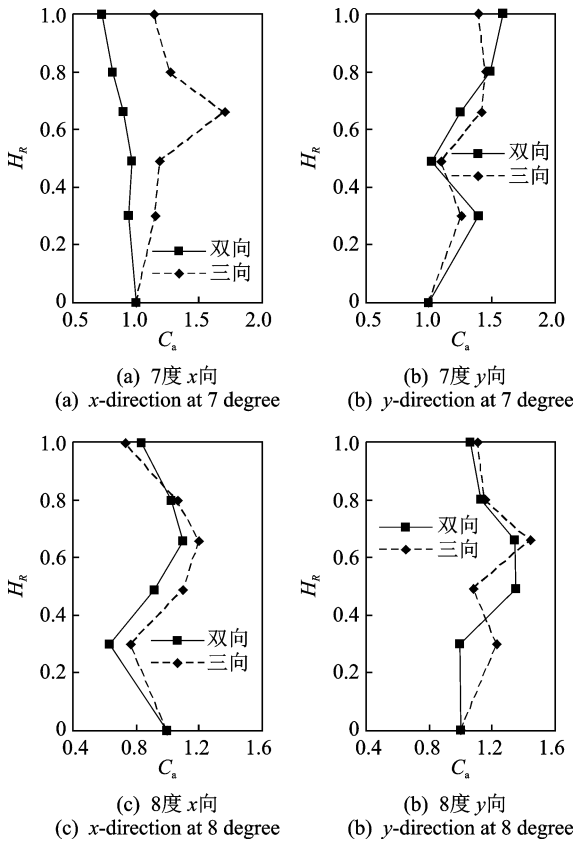 1.0
0.8
0.6
0.4
0.2
0
H_R
双向
三向
0.5 1.0 1.5 2.0
C_a
(a) 7度 x向
(a) x-direction at 7 degree
1.0
0.8
0.6
0.4
0.2
0
H_R
双向
三向
0.5 1.0 1.5 2.0
C_a
(b) 7度 y向
(b) y-direction at 7 degree
1.0
0.8
0.6
0.4
0.2
0
H_R
双向
三向
0.4 0.8 1.2 1.6
C_a
(c) 8度 x向
(c) x-direction at 8 degree
1.0
0.8
0.6
0.4
0.2
0
H_R
双向
三向
0.4 0.8 1.2 1.6
C_a
(b) 8度 y向
(b) y-direction at 8 degree